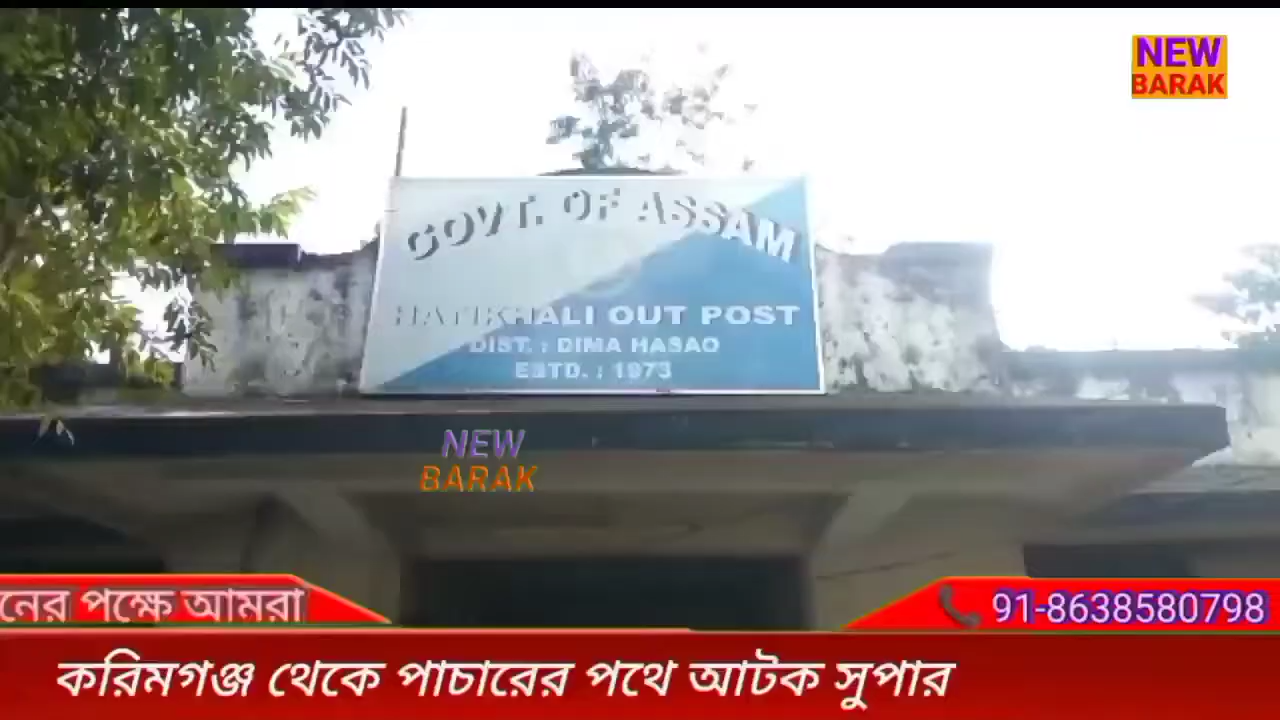 NEW
BARAK
GOVT. OF ASSAM
HATIKHALI OUT POST
DIST. : DIMA HASAO
ESTD. : 1973
NEW
BARAK
নের পক্ষে আমরা
91-8638580798
করিমগঞ্জ থেকে পাচারের পথে আটক সুপার